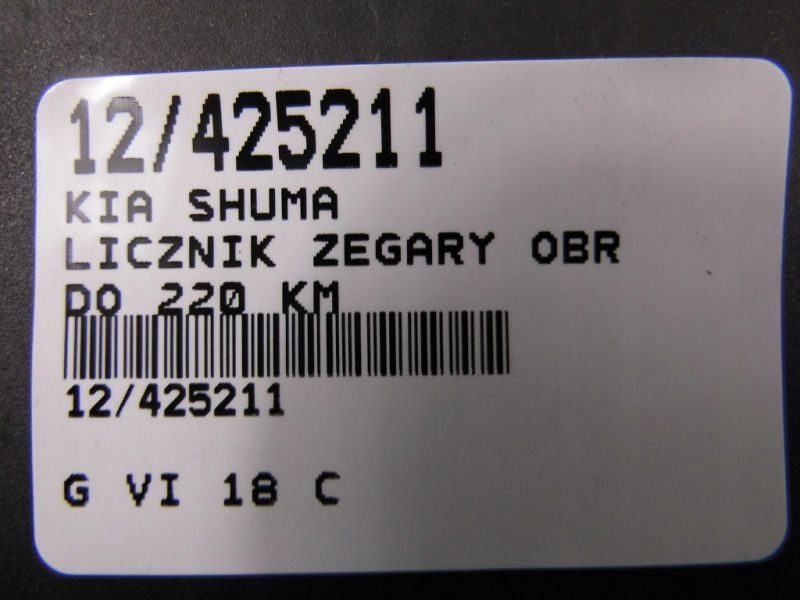 12/425211
KIA SHUMA
LICZNIK ZEGARY OBR
DO 220 KM
12/425211
G VI 18 C